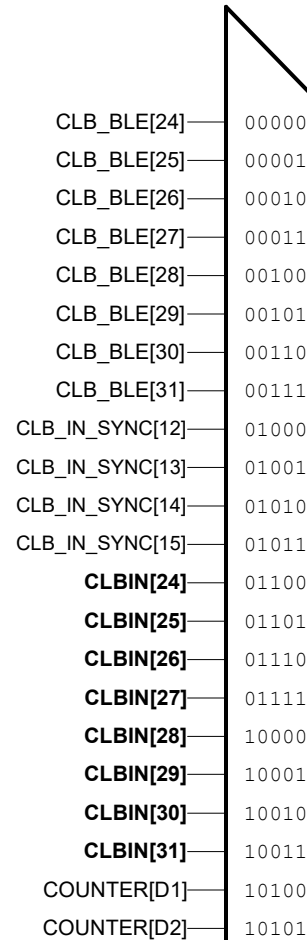 CLB_BLE[24] 00000
CLB_BLE[25] 00001
CLB_BLE[26] 00010
CLB_BLE[27] 00011
CLB_BLE[28] 00100
CLB_BLE[29] 00101
CLB_BLE[30] 00110
CLB_BLE[31] 00111
CLB_IN_SYNC[12] 01000
CLB_IN_SYNC[13] 01001
CLB_IN_SYNC[14] 01010
CLB_IN_SYNC[15] 01011
CLBIN[24] 01100
CLBIN[25] 01101
CLBIN[26] 01110
CLBIN[27] 01111
CLBIN[28] 10000
CLBIN[29] 10001
CLBIN[30] 10010
CLBIN[31] 10011
COUNTER[D1] 10100
COUNTER[D2] 10101